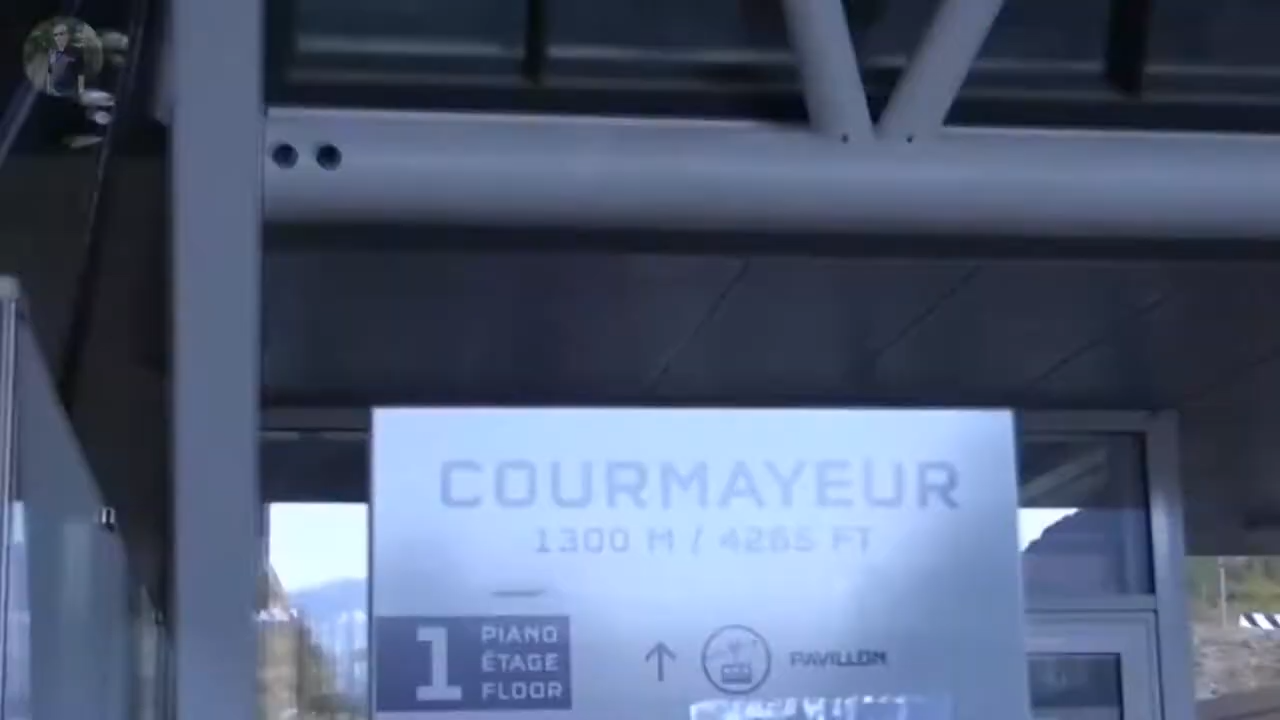 COURMAYEUR
1300 M / 4265 FT
1
PIANO
ÉTAGE
FLOOR
PAVILLON